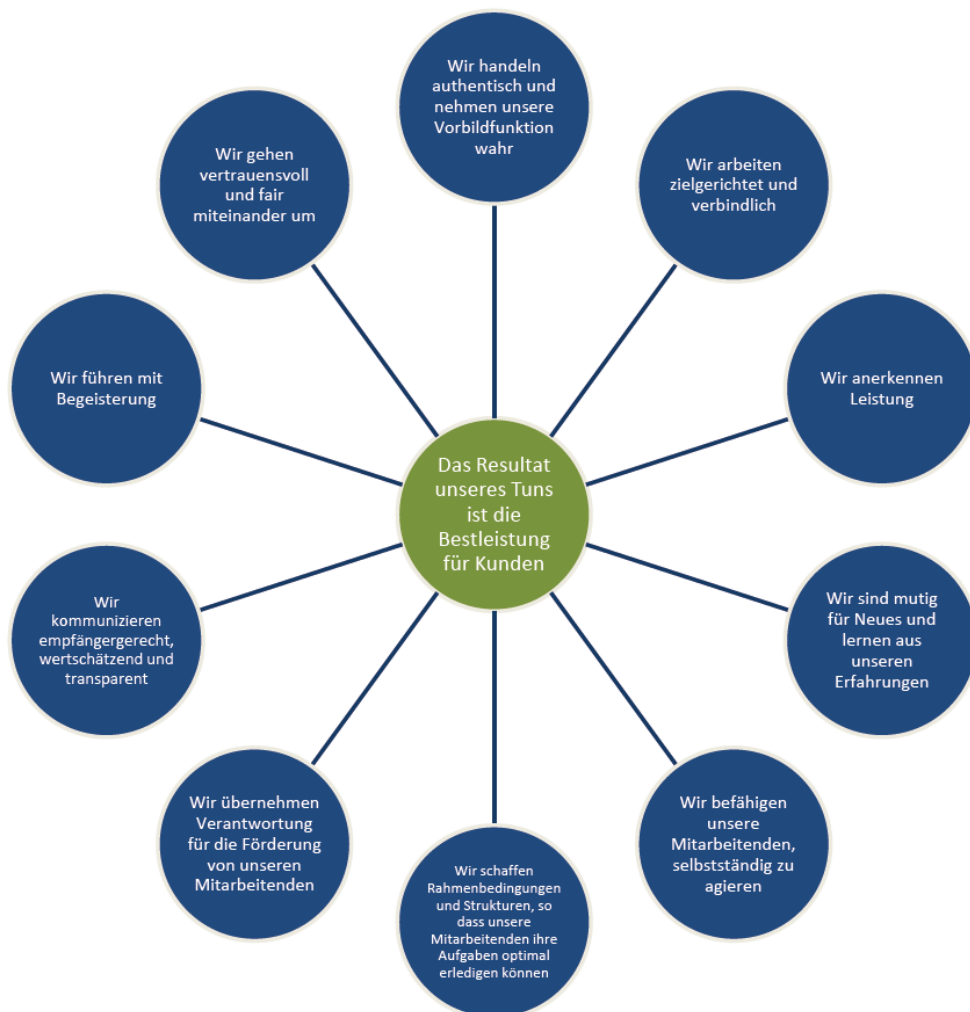 Wir handeln
authentisch und
nehmen unsere
Vorbildfunktion
wahr
Wir arbeiten
zielgerichtet und
verbindlich
Wir anerkennen
Leistung
Wir sind mutig
für Neues und
lernen aus
unseren
Erfahrungen
Wir befähigen
unsere
Mitarbeitenden,
selbstständig zu
agieren
Wir schaffen
Rahmenbedingungen
und Strukturen, so
dass unsere
Mitarbeitenden ihre
Aufgaben optimal
erledigen können
Wir übernehmen
Verantwortung
für die Förderung
von unseren
Mitarbeitenden
Wir
kommunizieren
empfängergerecht,
wertschätzend und
transparent
Wir führen mit
Begeisterung
Wir gehen
vertrauensvoll
und fair
miteinander um
Das Resultat
unseres Tuns
ist die
Bestleistung
für Kunden